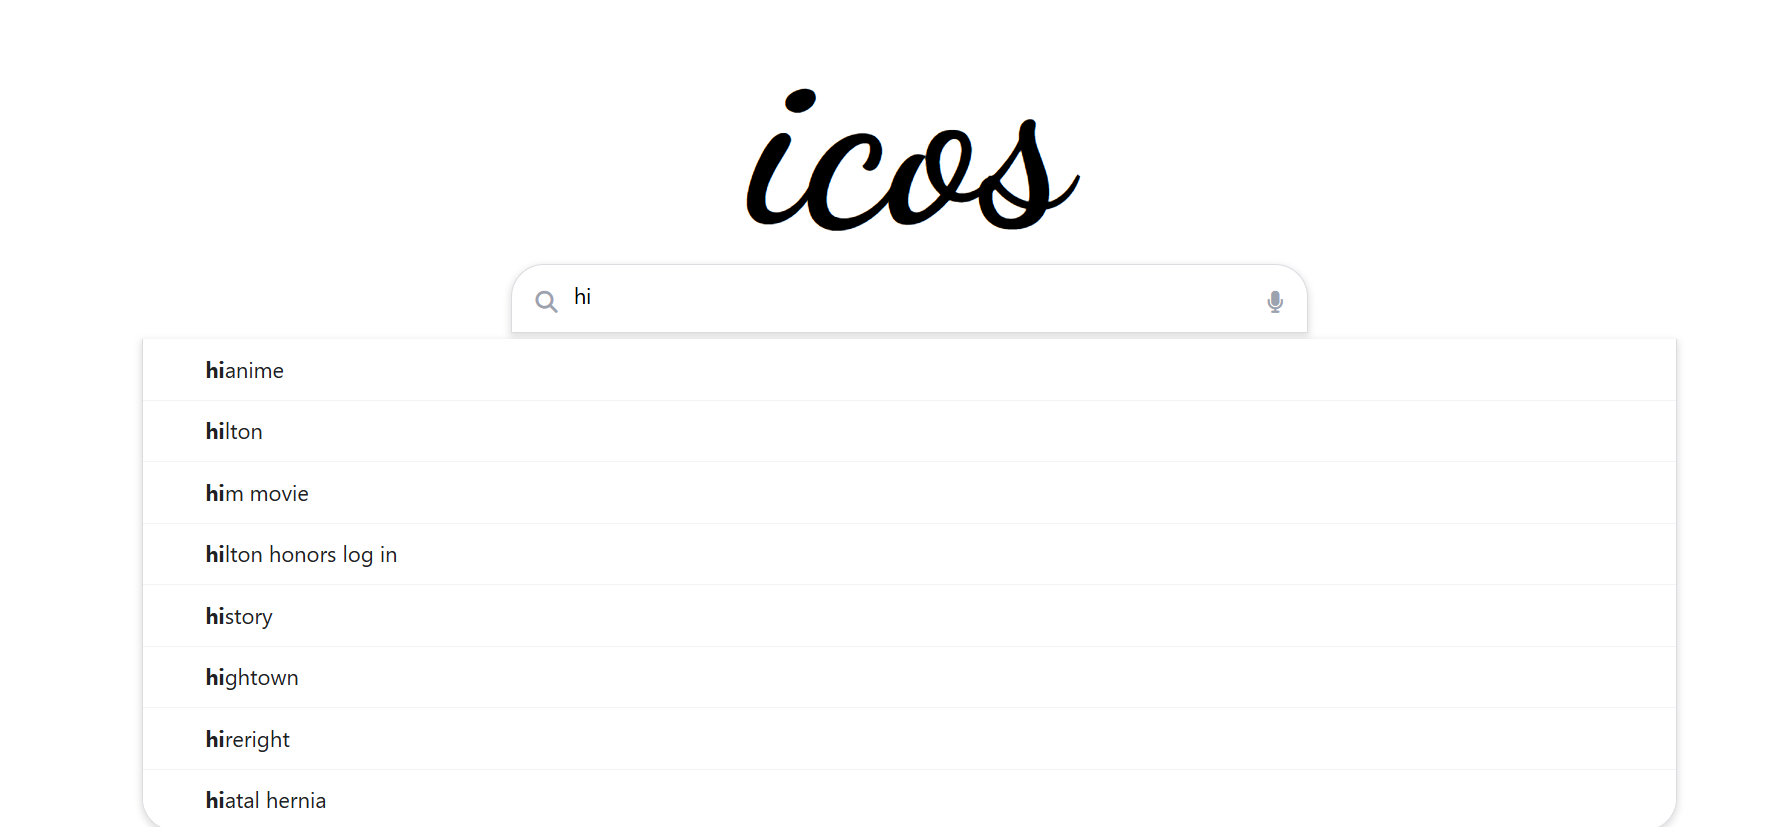 icos
hi
hianime
hilton
him movie
hilton honors log in
history
hightown
hireright
hiatal hernia